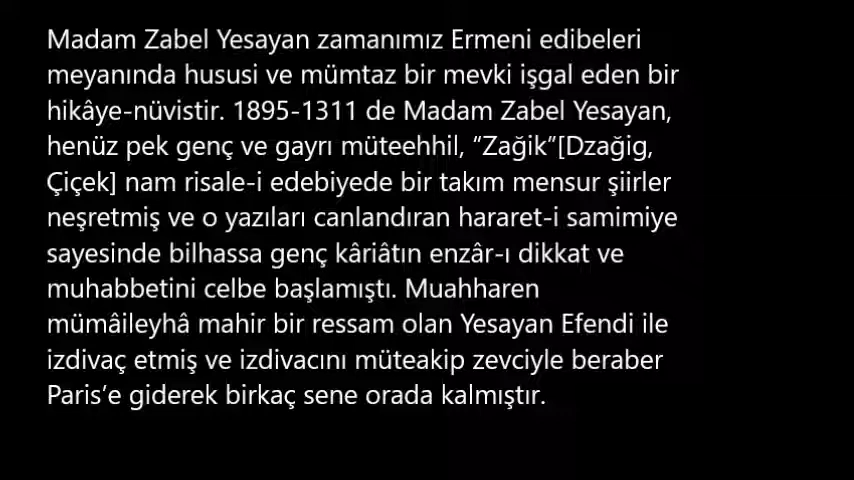 Madam Zabel Yesayan zamanımız Ermeni edibeleri
meyanında hususi ve mümtaz bir mevki işgal eden bir
hikâye-nüvistir. 1895-1311 de Madam Zabel Yesayan,
henüz pek genç ve gayrı müteehhil, “Zağik”[Dzağig,
Çiçek] nam risale-i edebiyede bir takım mensur şiirler
neşretmiş ve o yazıları canlandıran hararet-i samimiye
sayesinde bilhassa genç kâriâtın enzâr-ı dikkat ve
muhabbetini celbe başlamıştı. Muahharen
mümâileyhâ mahir bir ressam olan Yesayan Efendi ile
izdivaç etmiş ve izdivacını müteakip zevciyle beraber
Paris’e giderek birkaç sene orada kalmıştır.